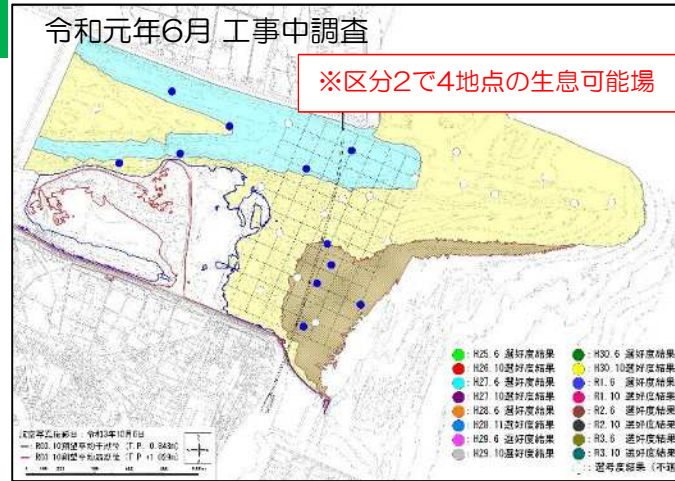 令和元年6月 工事中調査
※区分2で4地点の生息可能場
: H25.6 選好度結果
: H26.10選好度結果
: H27.6 選好度結果
: H27.10 選好度結果
: H28.6 選好度結果
: H28.11選好度結果
: H29.6 選好度結果
: H29.10選好度結果
: H30.6 選好度結果
: H30.10選好度結果
: R1.6 選好度結果
: R1.10 選好度結果
: R2.6 選好度結果
: R2.10 選好度結果
: R3.6 選好度結果
: R3.10 選好度結果